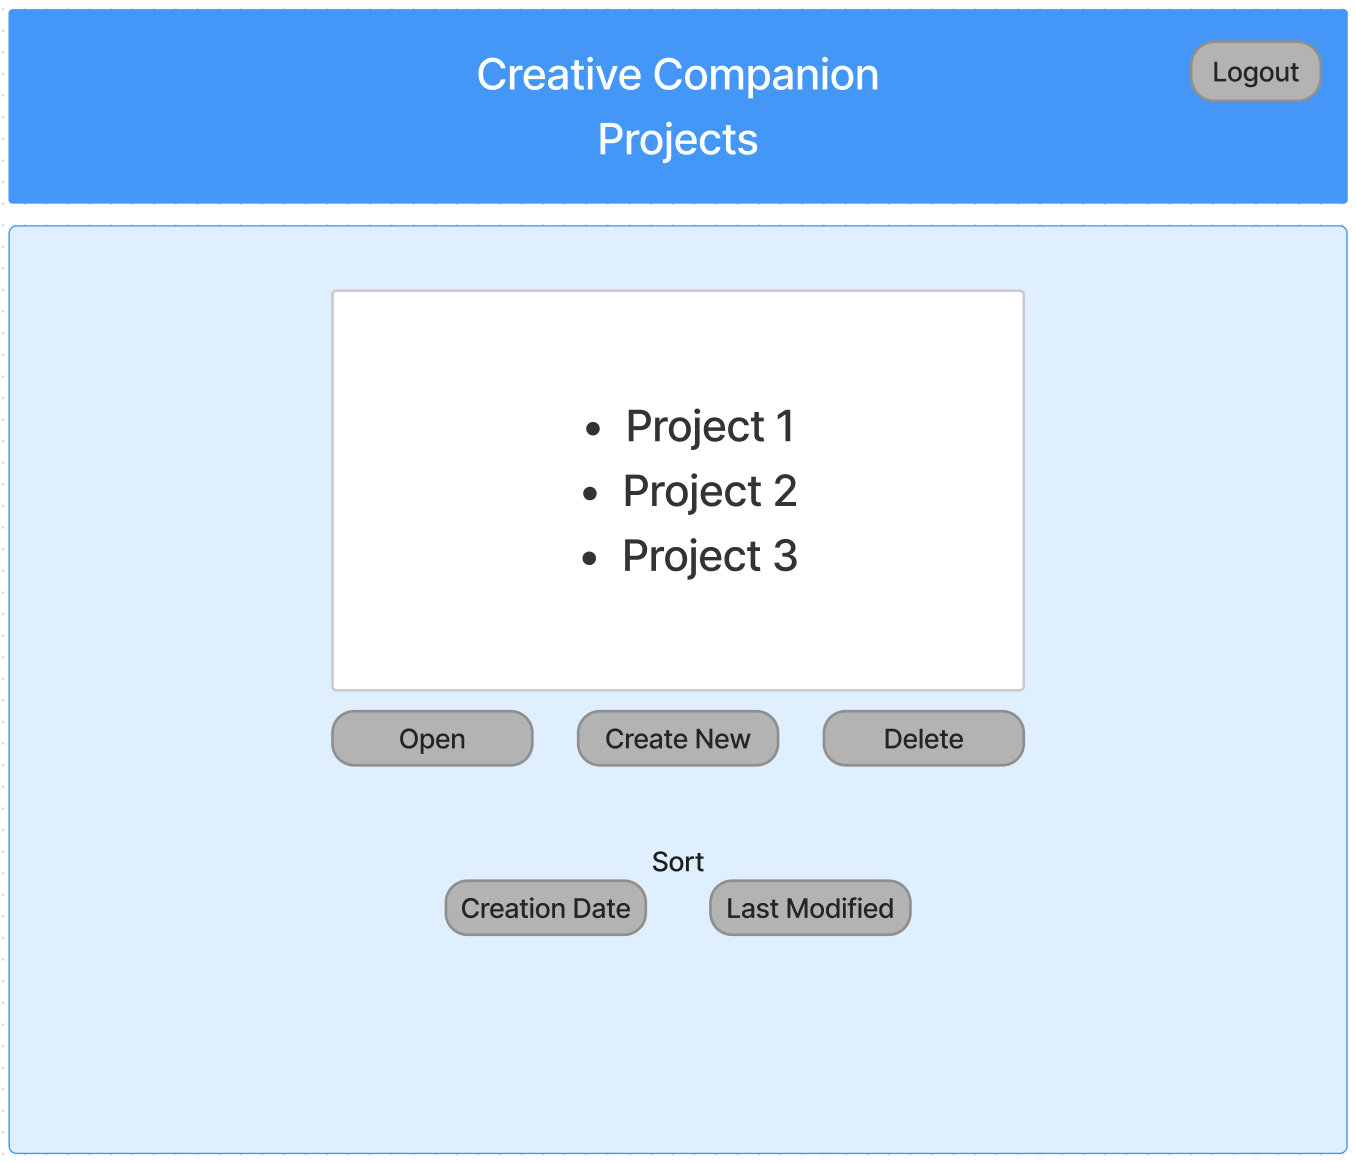 Creative Companion
Projects
Logout
• Project 1
• Project 2
• Project 3
Open
Create New
Delete
Sort
Creation Date
Last Modified